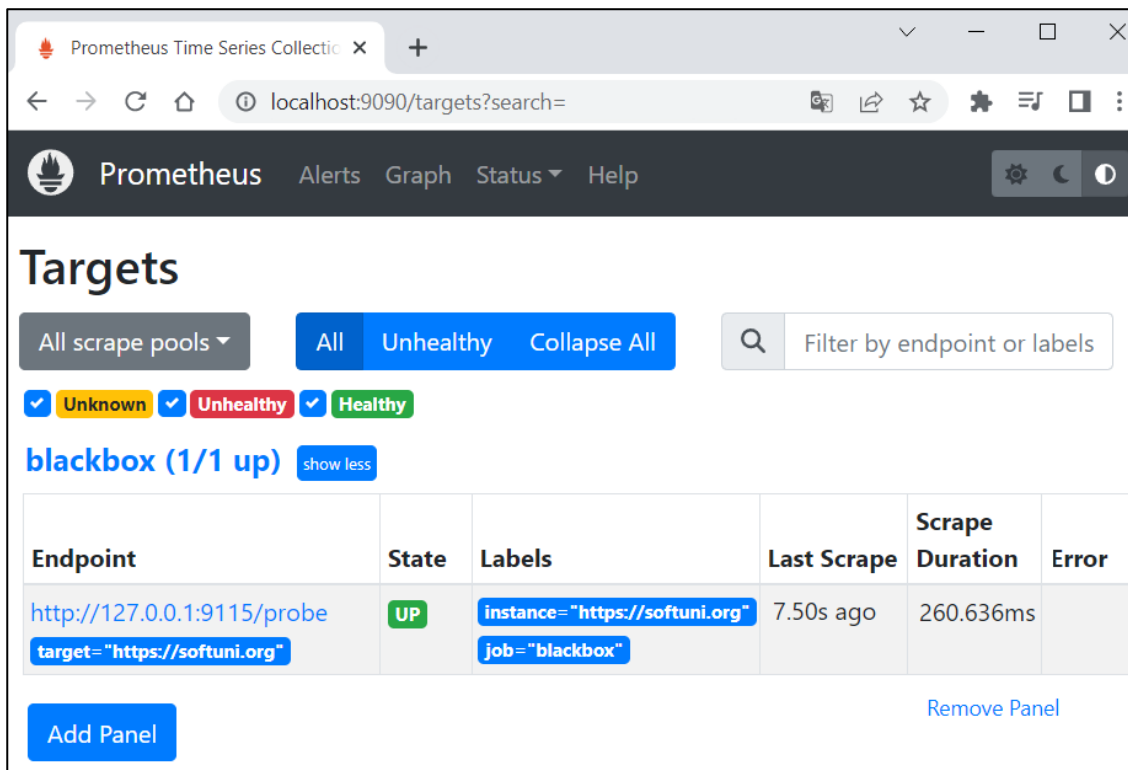 Prometheus Time Series Collectic
localhost:9090/targets?search=
Prometheus Alerts Graph Status Help
Targets
All scrape pools All Unhealthy Collapse All Filter by endpoint or labels
Unknown Unhealthy Healthy
blackbox (1/1 up) show less
Endpoint State Labels Last Scrape Scrape Duration Error
http://127.0.0.1:9115/probe UP instance="https://softuni.org" 7.50s ago 260.636ms
target="https://softuni.org" job="blackbox"
Remove Panel
Add Panel